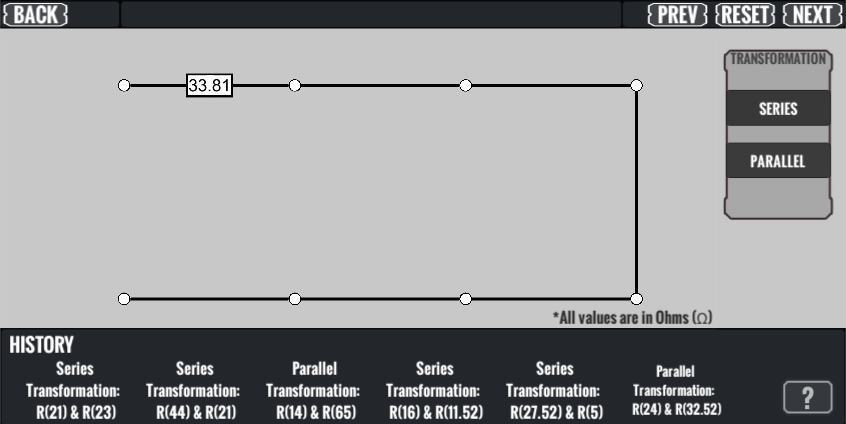 {BACK}
{PREV} {RESET} {NEXT}
TRANSFORMATION
SERIES
PARALLEL
33.81
*All values are in Ohms (Ω)
HISTORY
Series
Transformation:
R(21) & R(23)
Series
Transformation:
R(44) & R(21)
Parallel
Transformation:
R(14) & R(65)
Series
Transformation:
R(16) & R(11.52)
Series
Transformation:
R(27.52) & R(5)
Parallel
Transformation:
R(24) & R(32.52)
?